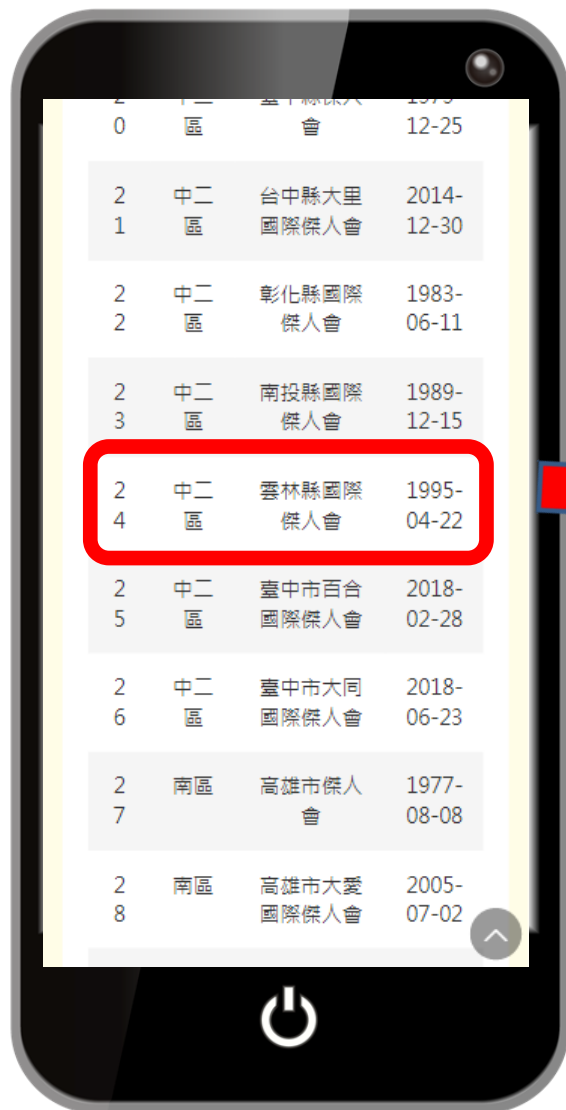 0 區 會 12-25
2 中二 台中縣大里 2014-
1 區 國際傑人會 12-30
2 中二 彰化縣國際 1983-
2 區 傑人會 06-11
2 中二 南投縣國際 1989-
3 區 傑人會 12-15
2 中二 雲林縣國際 1995-
4 區 傑人會 04-22
2 中二 臺中市百合 2018-
5 區 國際傑人會 02-28
2 中二 臺中市大同 2018-
6 區 國際傑人會 06-23
2 南區 高雄市傑人 1977-
7 會 08-08
2 南區 高雄市大愛 2005-
8 國際傑人會 07-02